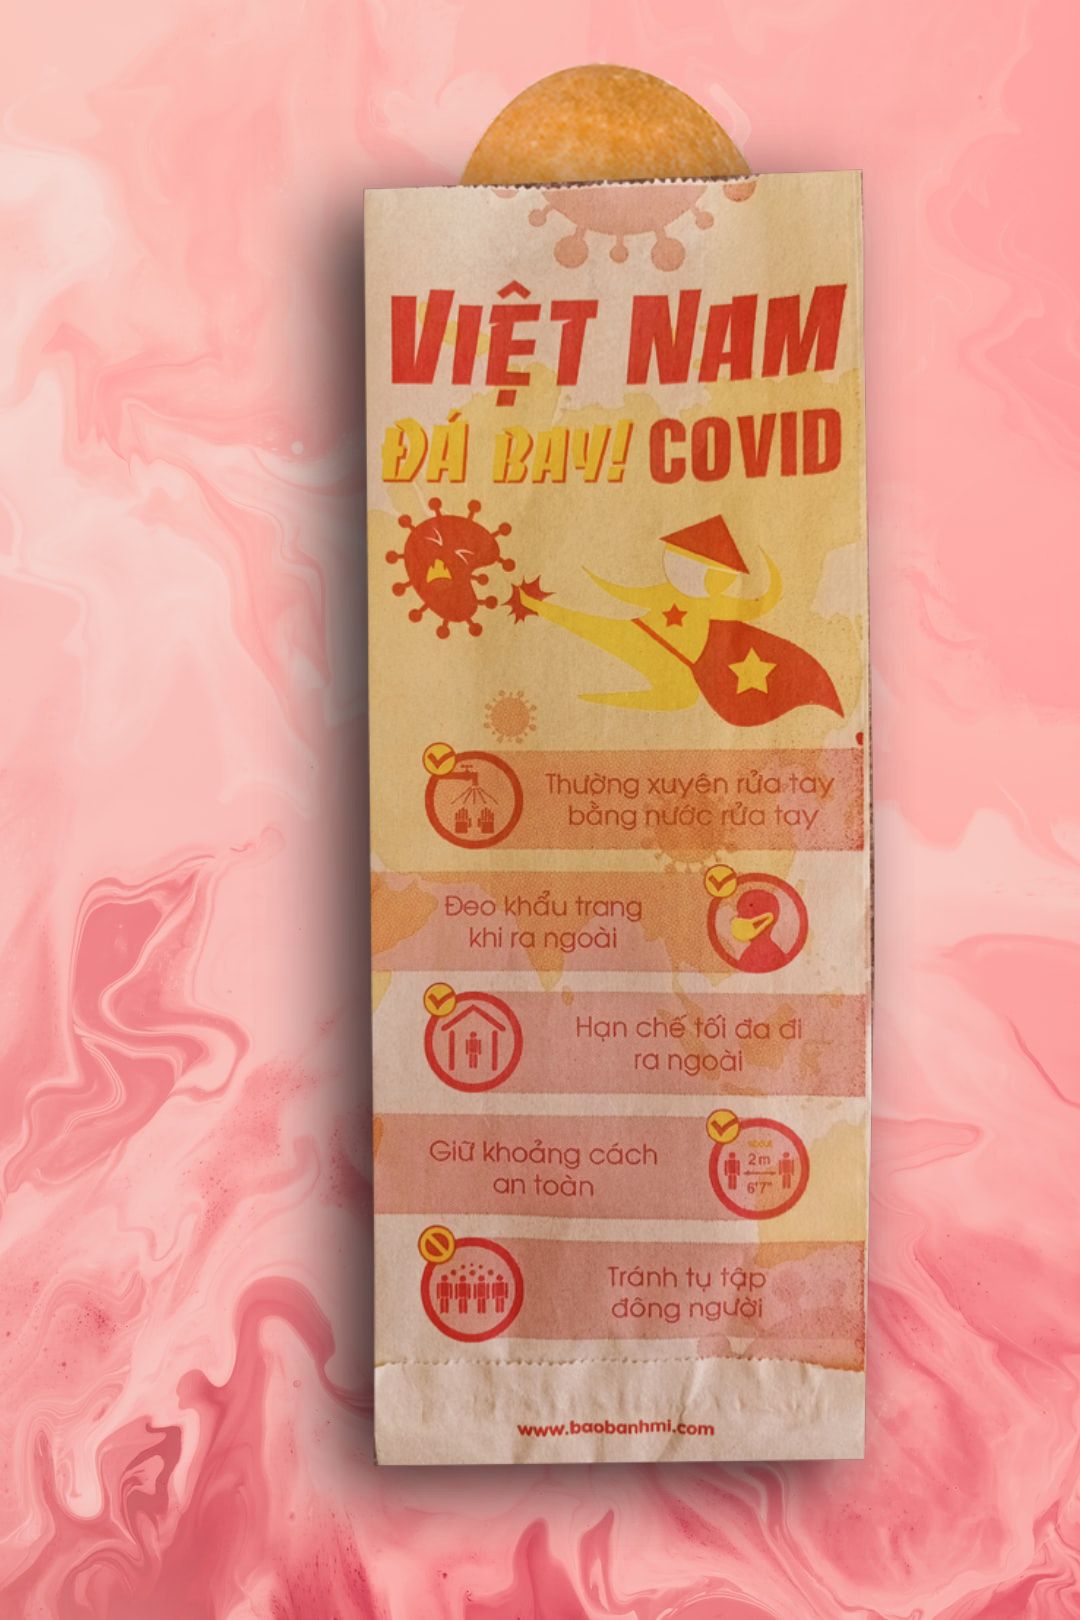 VIỆT NAM
ĐÁ BAY! COVID
Thường xuyên rửa tay
bằng nước rửa tay
Đeo khẩu trang
khi ra ngoài
Hạn chế tối đa đi
ra ngoài
Giữ khoảng cách
an toàn
about
2m
6'7"
Tránh tụ tập
đông người
www.baobanhmi.com